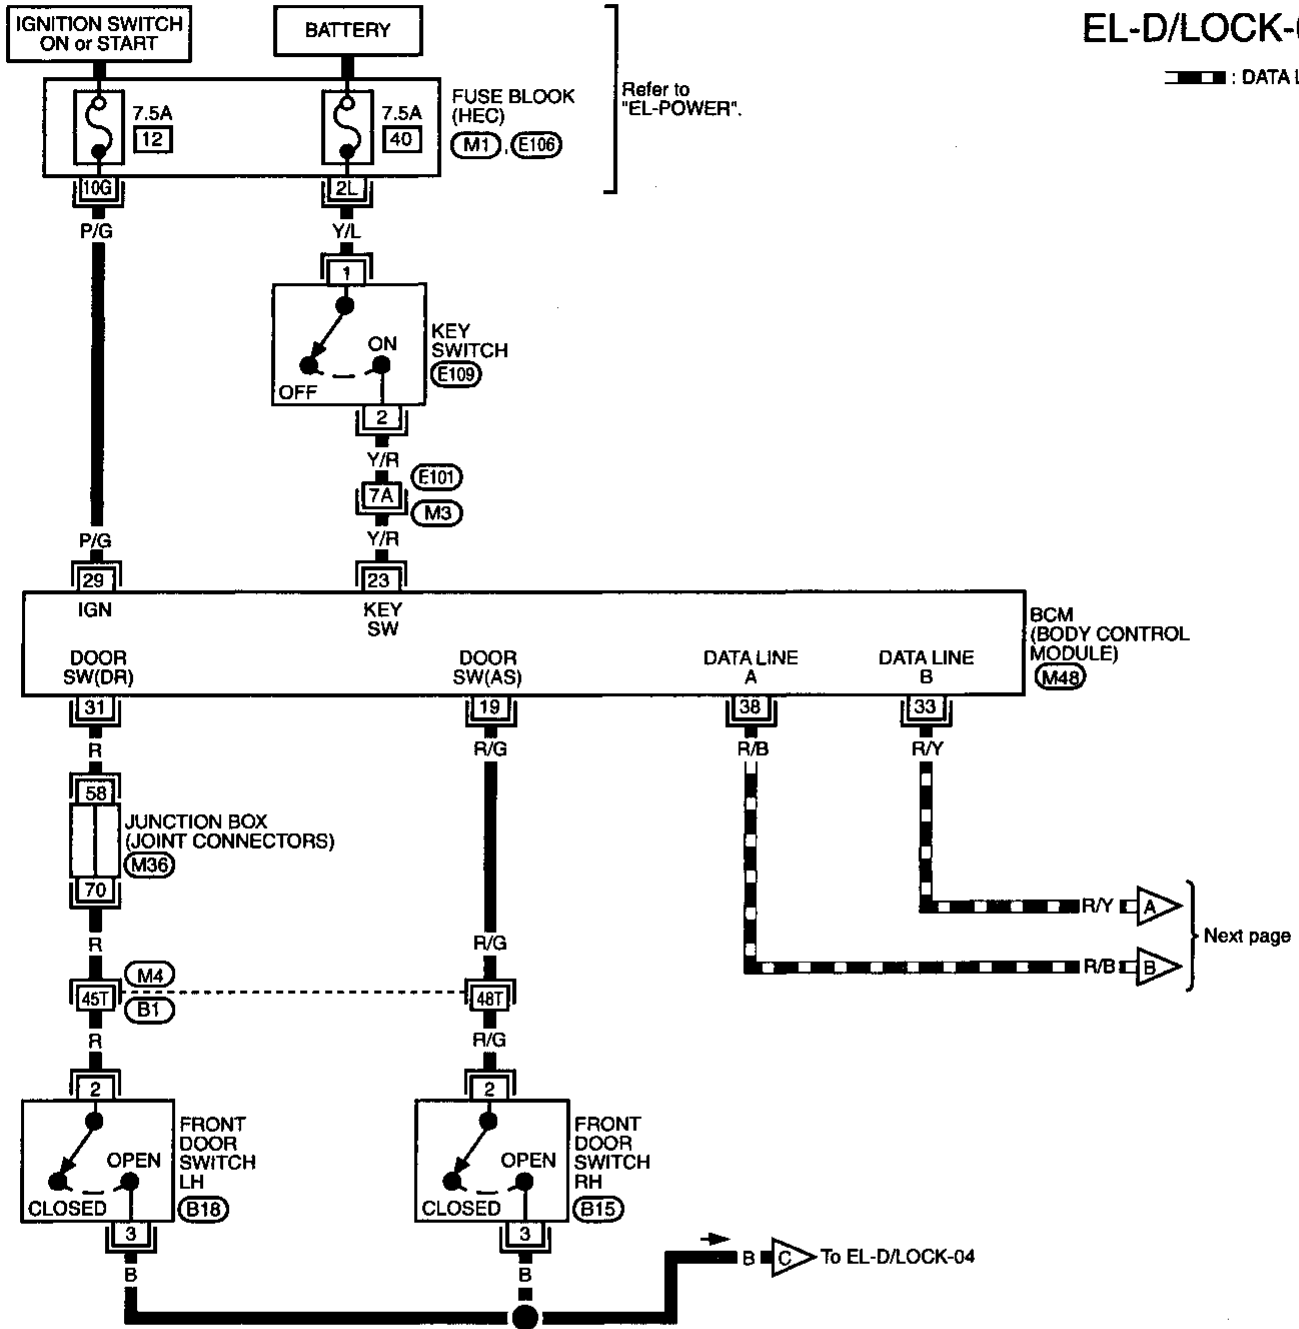 EL-D/LOCK-
: DATA L
IGNITION SWITCH
ON or START
BATTERY
7.5A
12
7.5A
40
FUSE BLOOK
(HEC)
M1 , E106
Refer to
"EL-POWER".
10G
2L
P/G
Y/L
1
ON
OFF
KEY
SWITCH
E109
2
Y/R
E101
7A
M3
Y/R
P/G
29
23
IGN
KEY
SW
BCM
(BODY CONTROL
MODULE)
M48
DOOR
SW(DR)
DOOR
SW(AS)
DATA LINE
A
DATA LINE
B
31
19
38
33
R
R/G
R/B
R/Y
58
JUNCTION BOX
(JOINT CONNECTORS)
M36
70
R/Y
A
Next page
R
R/G
R/B
B
M4
45T
48T
B1
R
R/G
2
2
OPEN
CLOSED
FRONT
DOOR
SWITCH
LH
B18
OPEN
CLOSED
FRONT
DOOR
SWITCH
RH
B15
3
3
B
B
B
C
To EL-D/LOCK-04